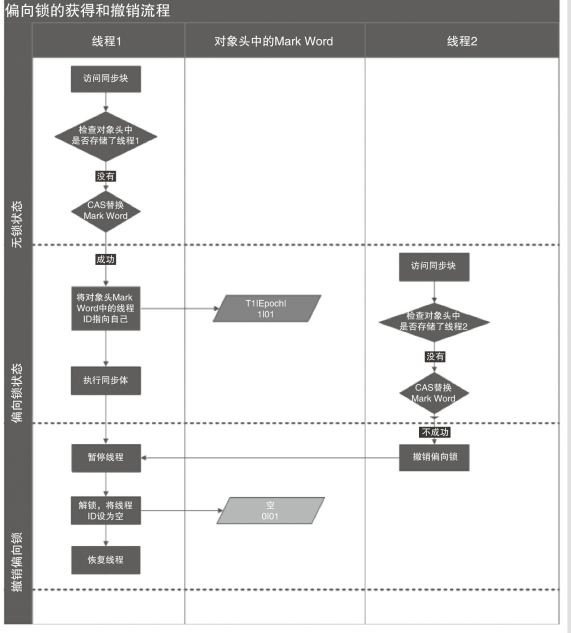 偏向锁的获得和撤销流程
线程1
对象头中的Mark Word
线程2
无锁状态
访问同步块
检查对象头中
是否存储了线程1
没有
CAS替换
Mark Word
偏向锁状态
成功
将对象头Mark
Word中的线程
ID指向自己
T1|Epoch|
1|01
执行同步体
访问同步块
检查对象头中
是否存储了线程2
没有
CAS替换
Mark Word
撤销偏向锁
不成功
撤销偏向锁
暂停线程
解锁，将线程
ID设为空
空
0|01
恢复线程